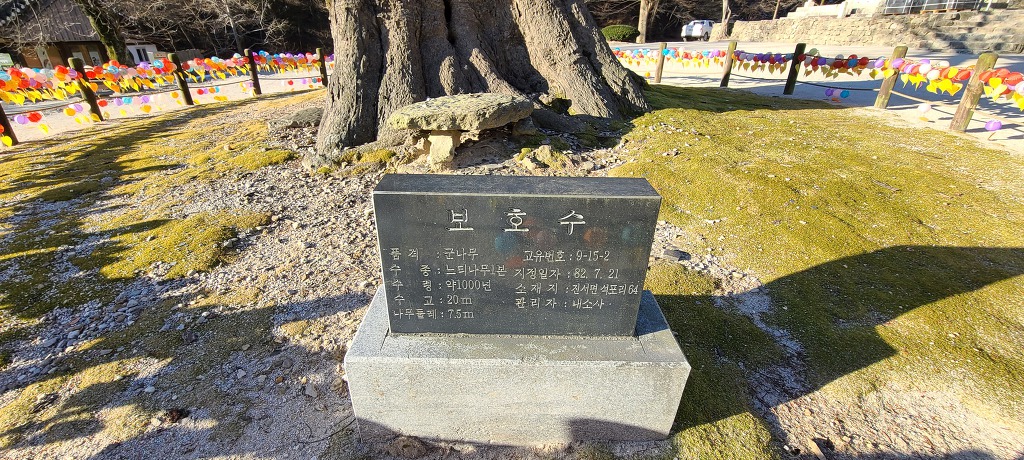 보호수
품격 : 군나무 고유번호 : 9-15-2
수종 : 느티나무1본 지정일자 : 82. 7. 21
수령 : 약1000년 소재지 : 진서면 석포리 64
수고 : 20m 관리자 : 내소사
나무둘레 : 7.5m